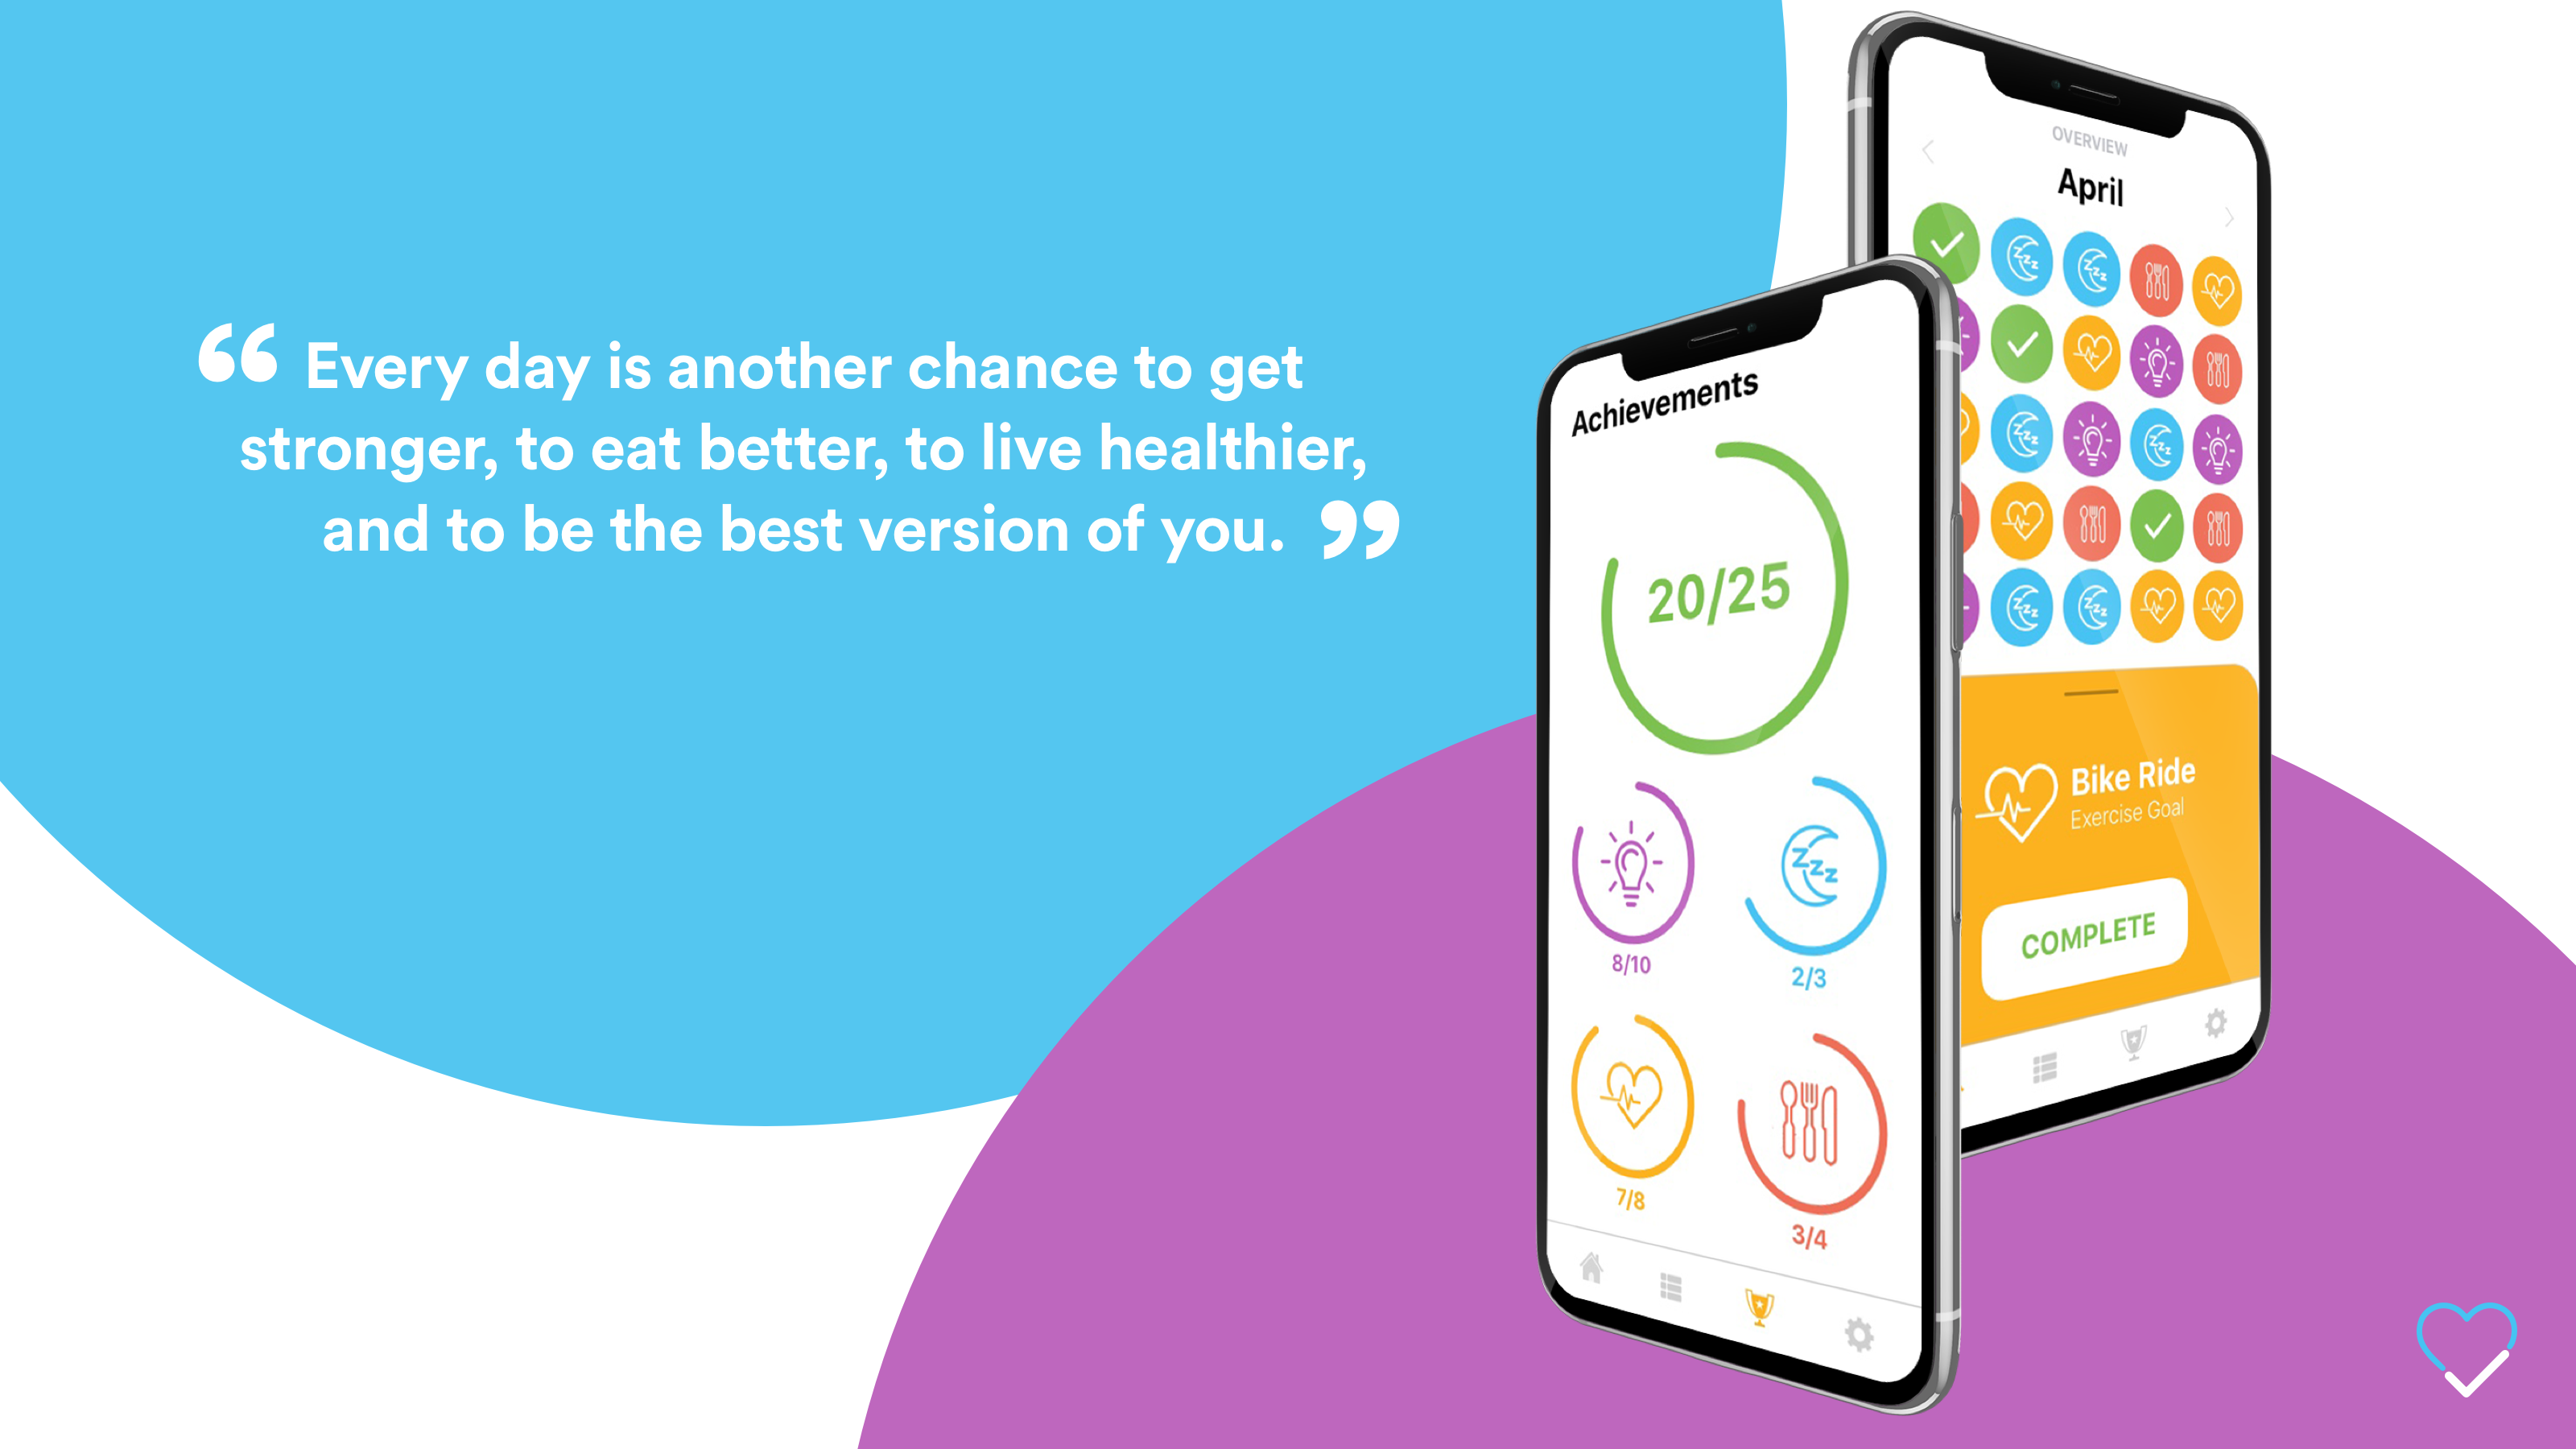 “ Every day is another chance to get
stronger, to eat better, to live healthier,
and to be the best version of you. ”
Achievements
20/25
8/10
2/3
7/8
3/4
OVERVIEW
April
Bike Ride
Exercise Goal
COMPLETE